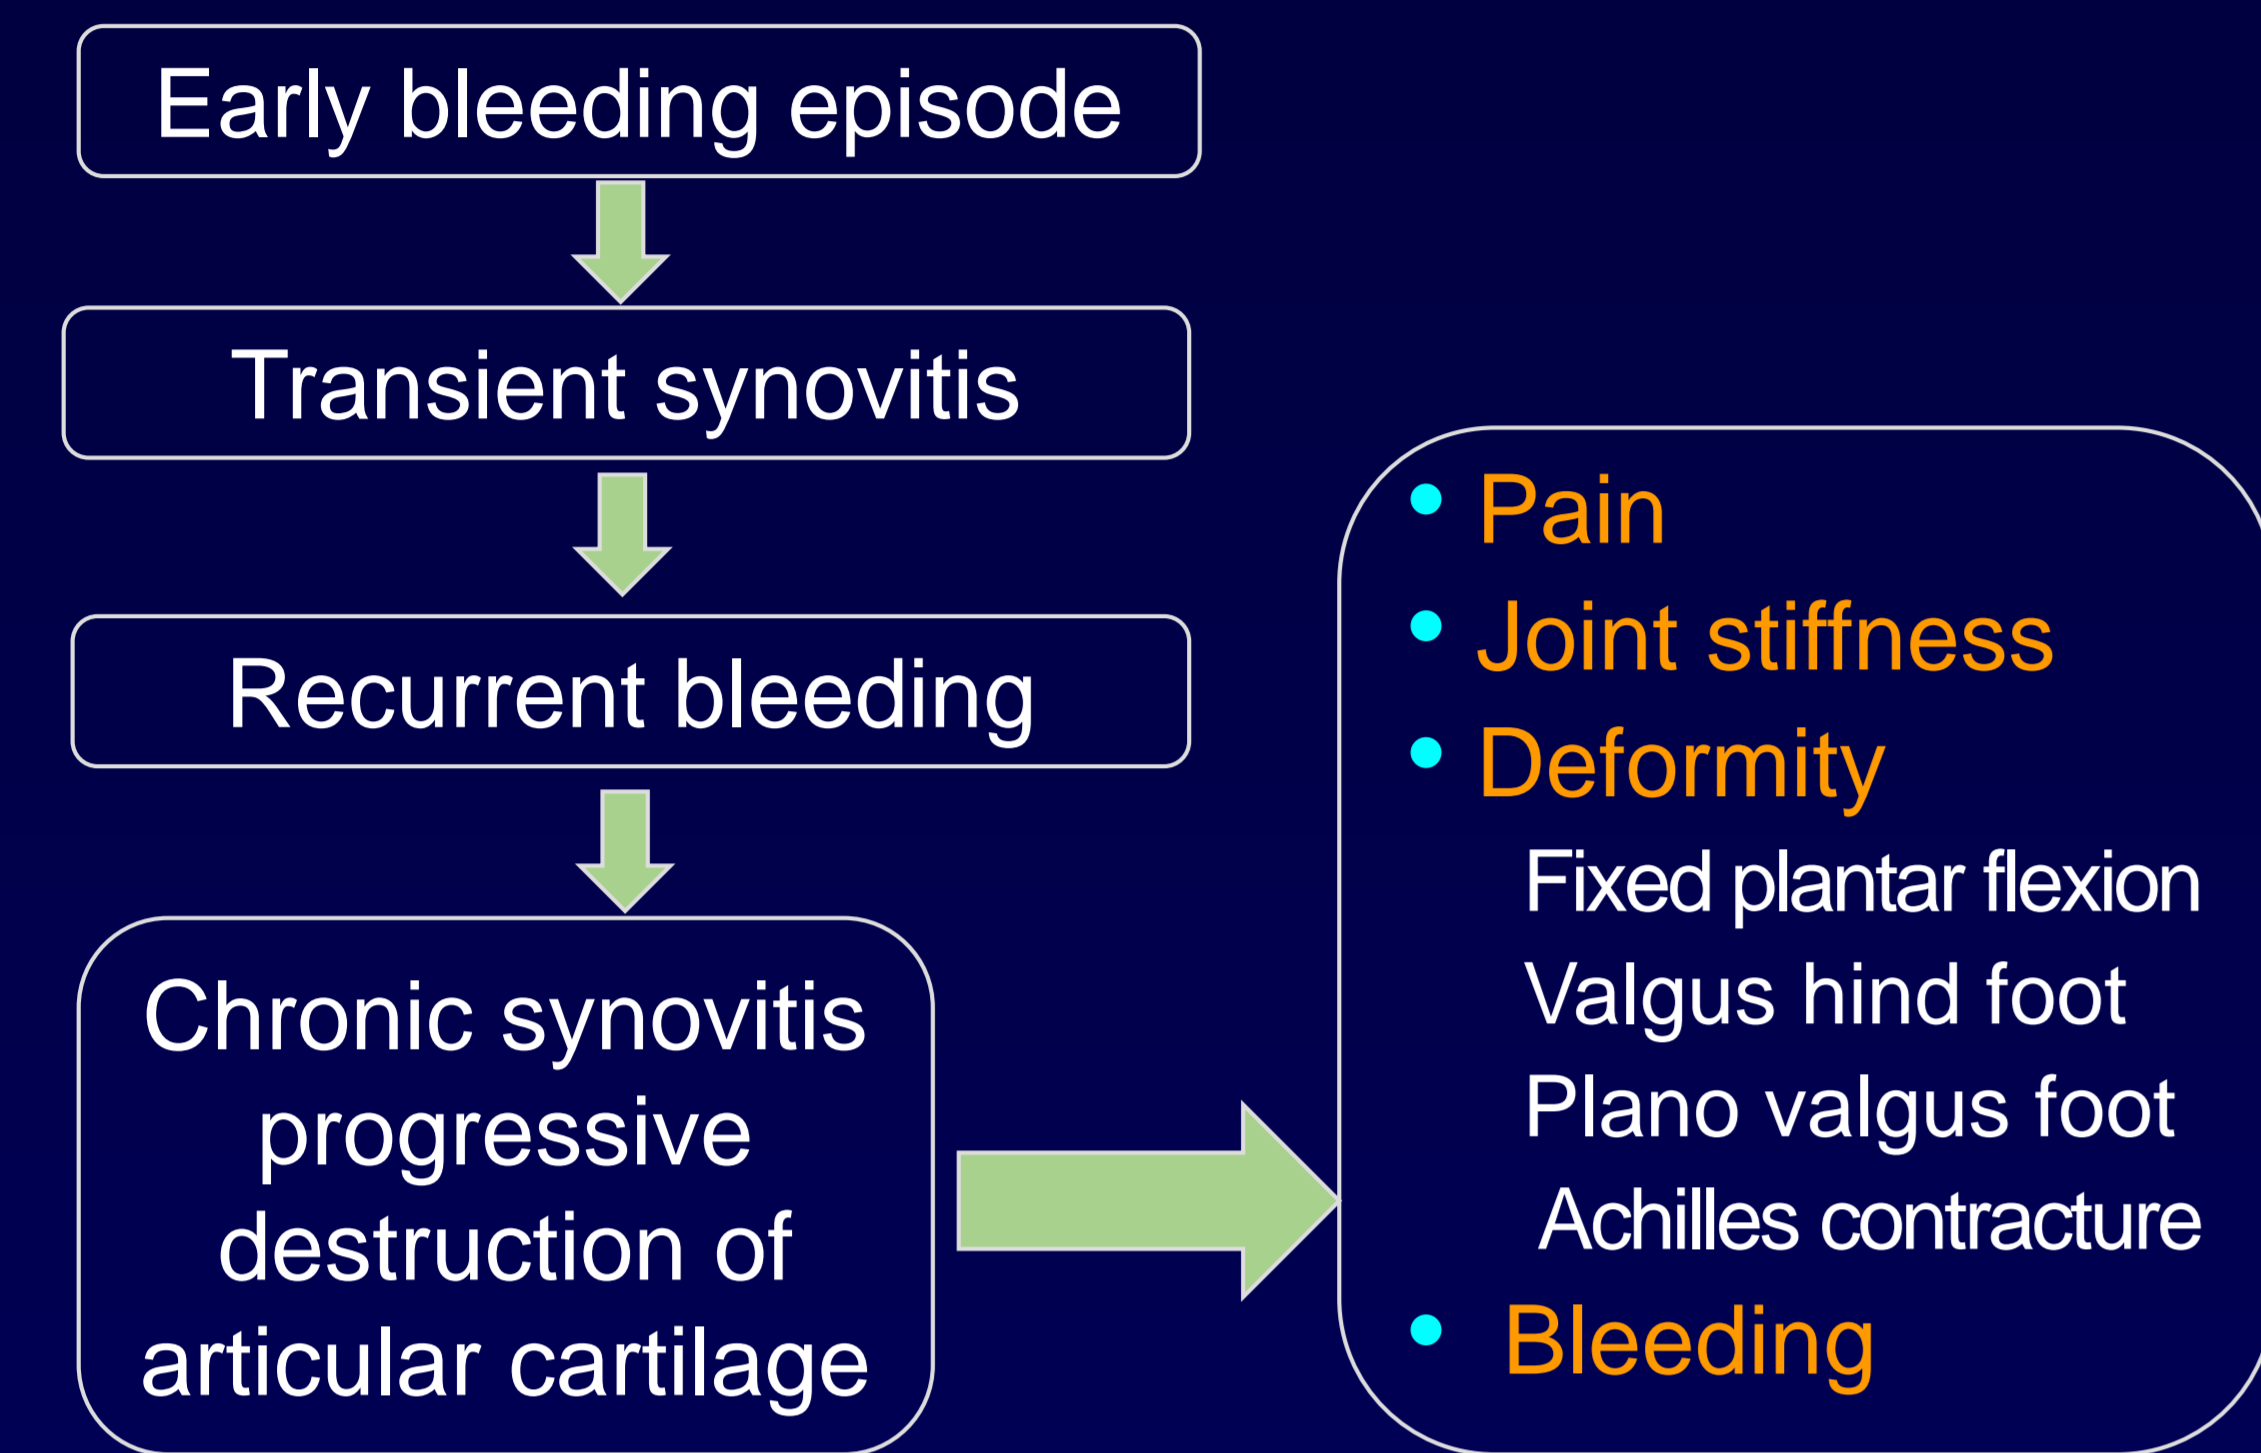 Early bleeding episode
Transient synovitis
Recurrent bleeding
Chronic synovitis
progressive
destruction of
articular cartilage
• Pain
• Joint stiffness
• Deformity
Fixed plantar flexion
Valgus hind foot
Plano valgus foot
Achilles contracture
• Bleeding